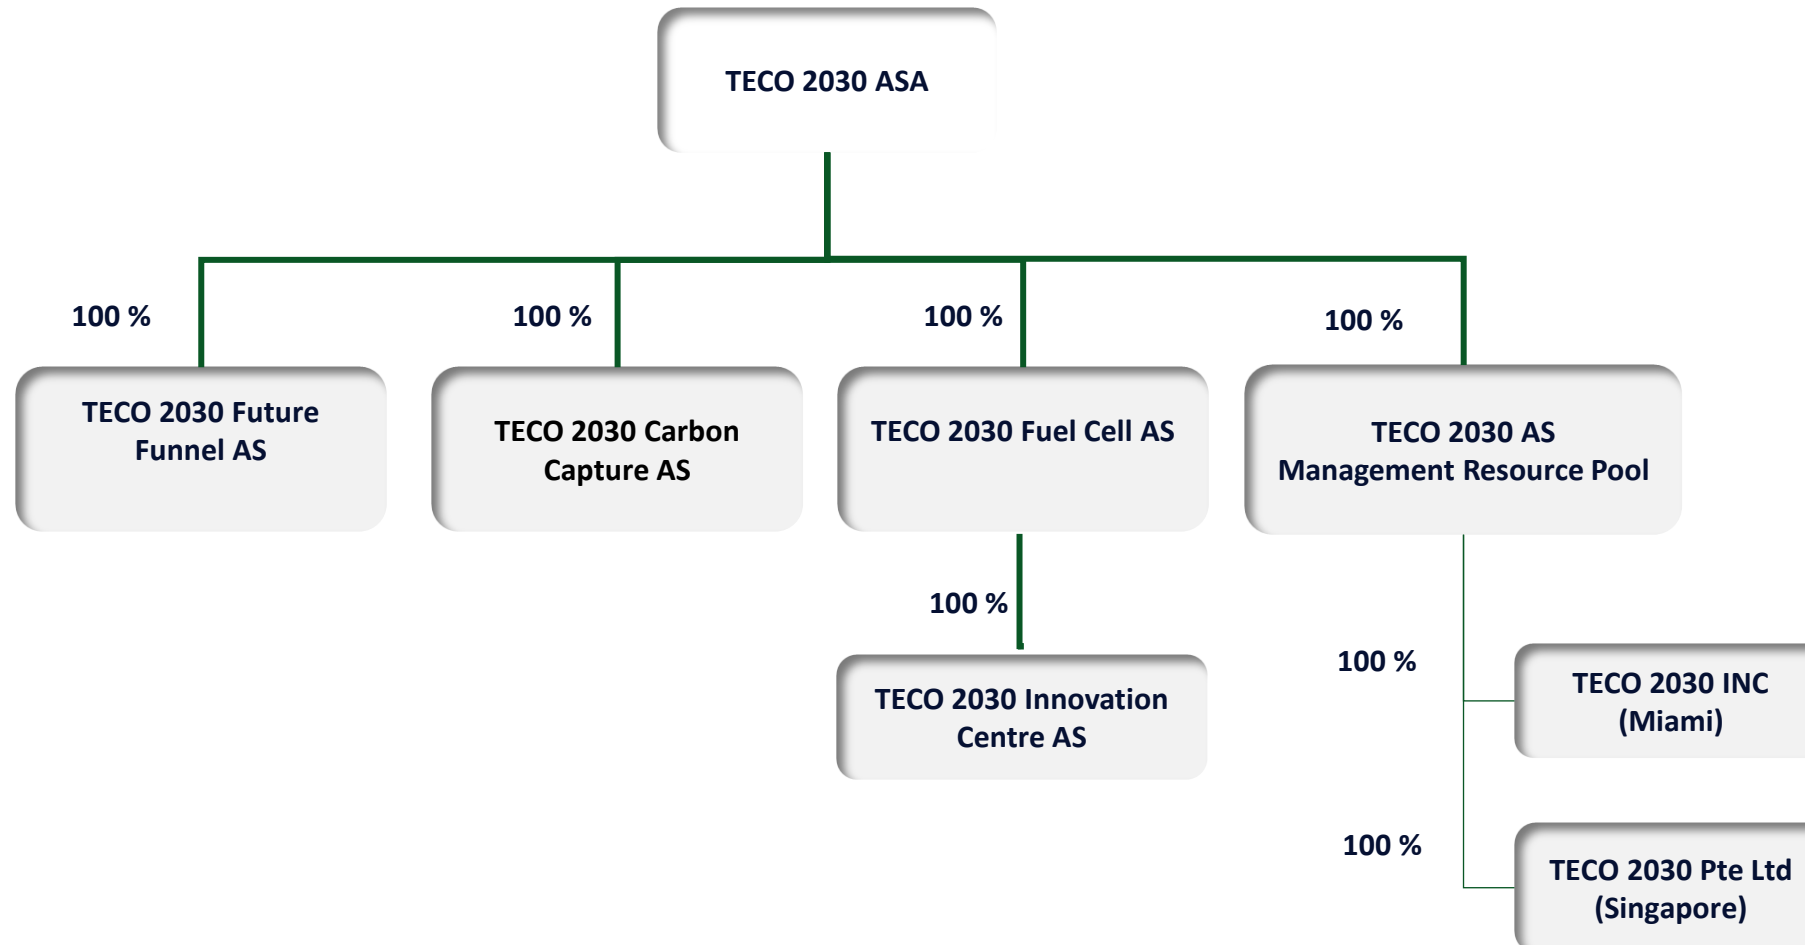 TECO 2030 ASA
100 %
100 %
100 %
100 %
TECO 2030 Future
Funnel AS
TECO 2030 Carbon
Capture AS
TECO 2030 Fuel Cell AS
TECO 2030 AS
Management Resource Pool
100 %
TECO 2030 Innovation
Centre AS
100 %
TECO 2030 INC
(Miami)
100 %
TECO 2030 Pte Ltd
(Singapore)